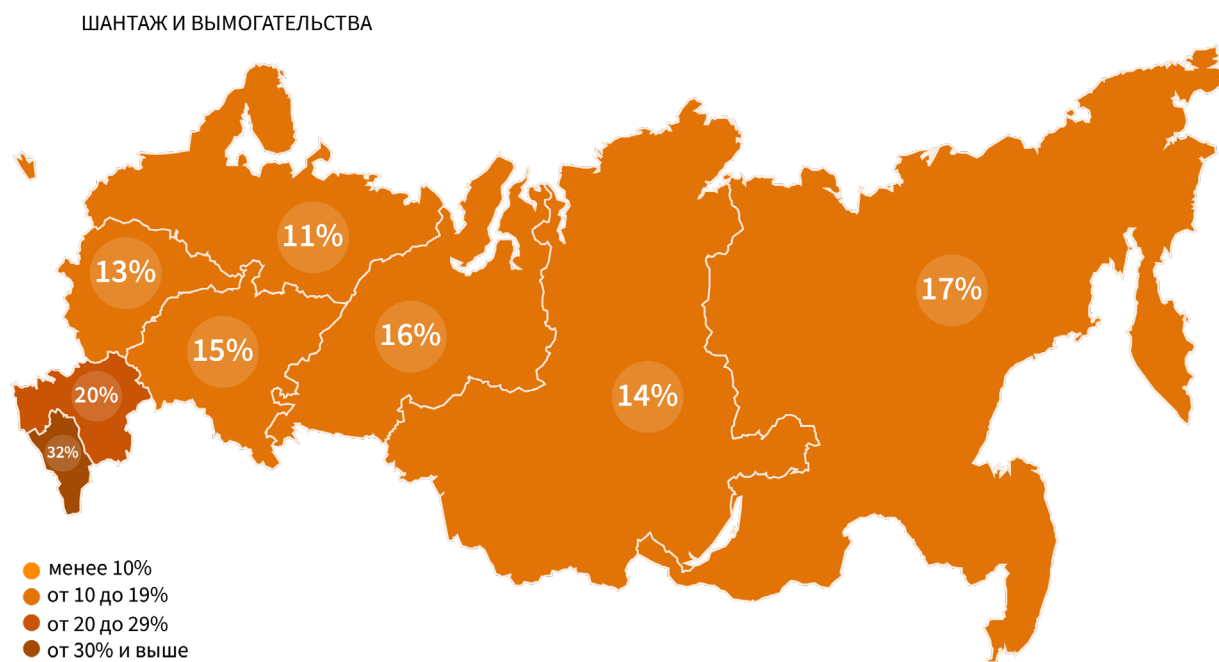 ШАНТАЖ И ВЫМОГАТЕЛЬСТВА
11%
13%
17%
16%
15%
14%
20%
32%
менее 10%
от 10 до 19%
от 20 до 29%
от 30% и выше